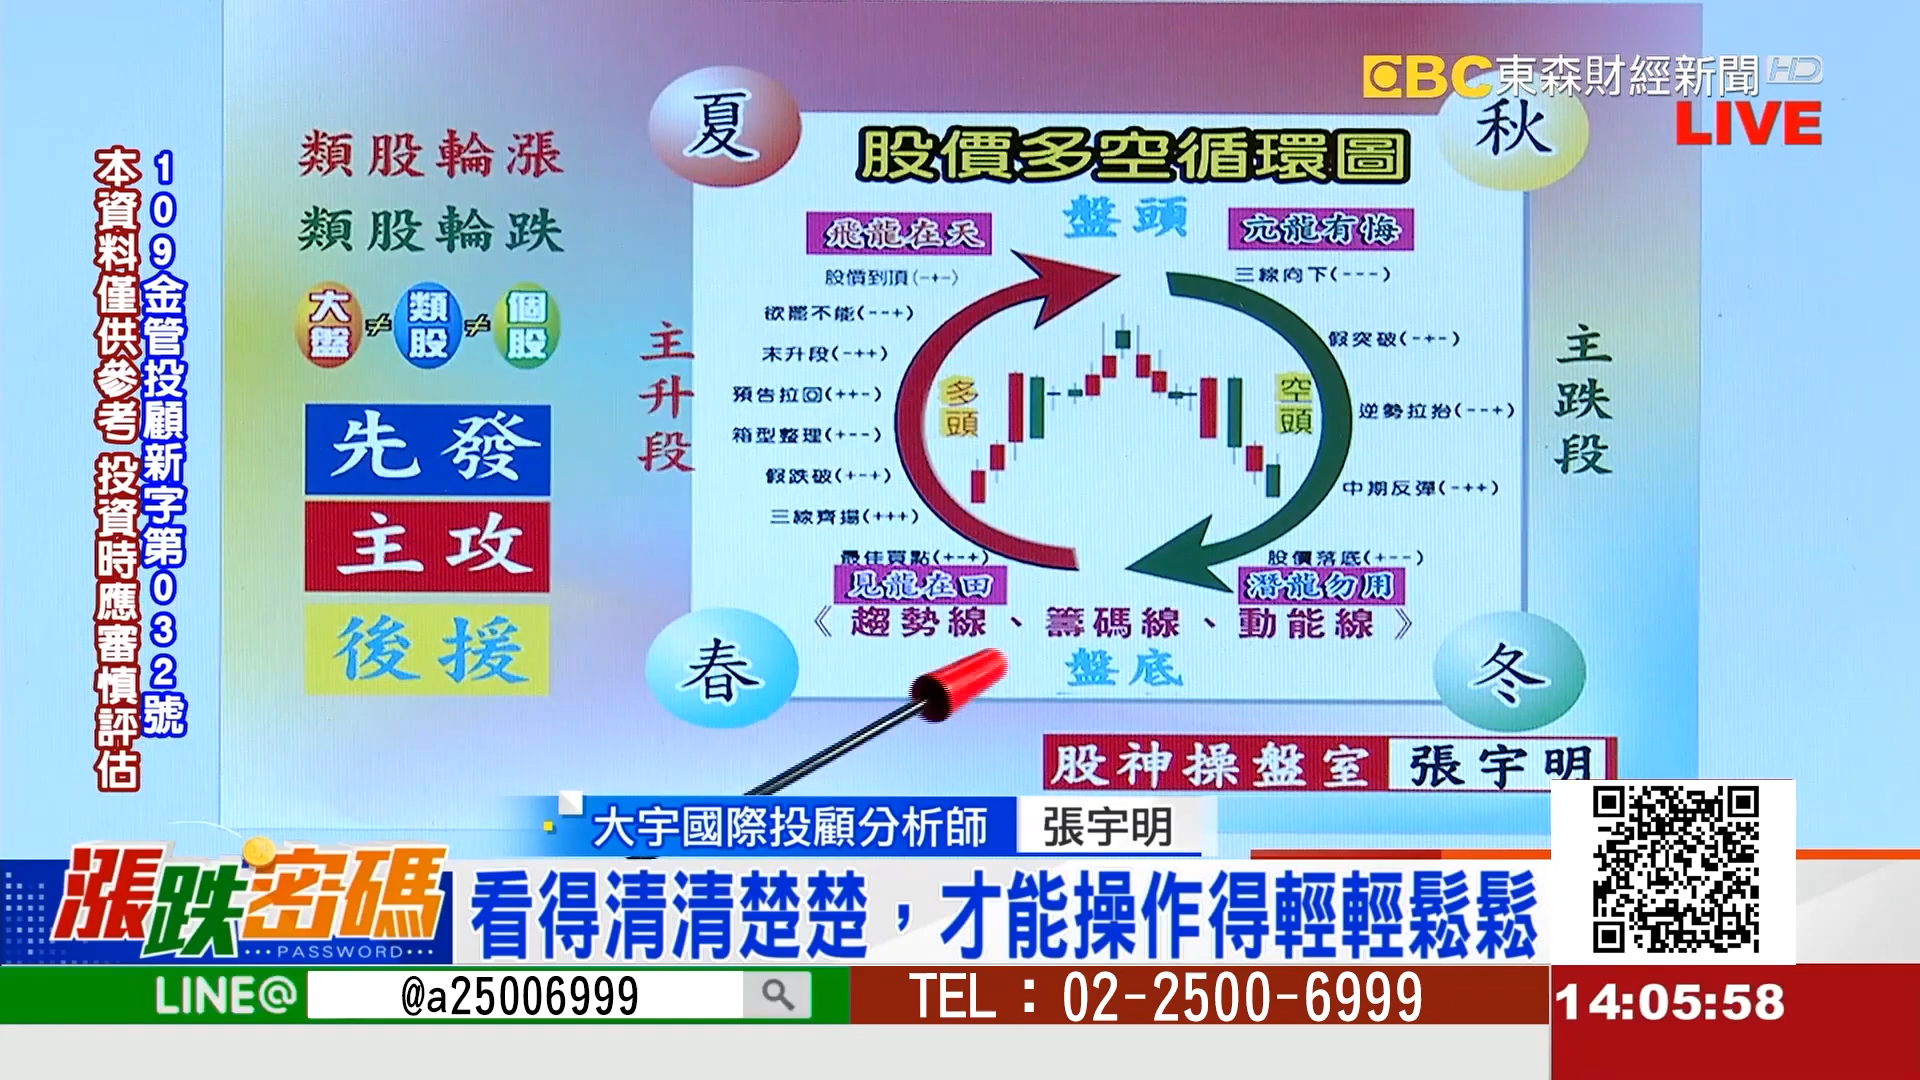 EBC東森財經新聞HD
LIVE
109金管投顧新字第032號
本資料僅供參考 投資時應審慎評估
類股輪漲
類股輪跌
大盤≠類股≠個股
先發
主攻
後援
夏
秋
股價多空循環圖
盤頭
飛龍在天
亢龍有悔
股價到頂(-+-)
欲罷不能(--+)
末升段(-++)
預告拉回(++-)
箱型整理(+--)
假跌破(+-+)
三線齊揚(+++)
最佳買點(+-+)
見龍在田
主升段
多頭
空頭
三線向下(---)
假突破(-+-)
逆勢拉抬(--+)
中期反彈(-++)
股價落底(+--)
潛龍勿用
主跌段
《趨勢線、籌碼線、動能線》
盤底
春
冬
股神操盤室 張宇明
大宇國際投顧分析師 張宇明
漲跌密碼
PASSWORD
看得清清楚楚，才能操作得輕輕鬆鬆
LINE@ @a25006999
TEL：02-2500-6999
14:05:58